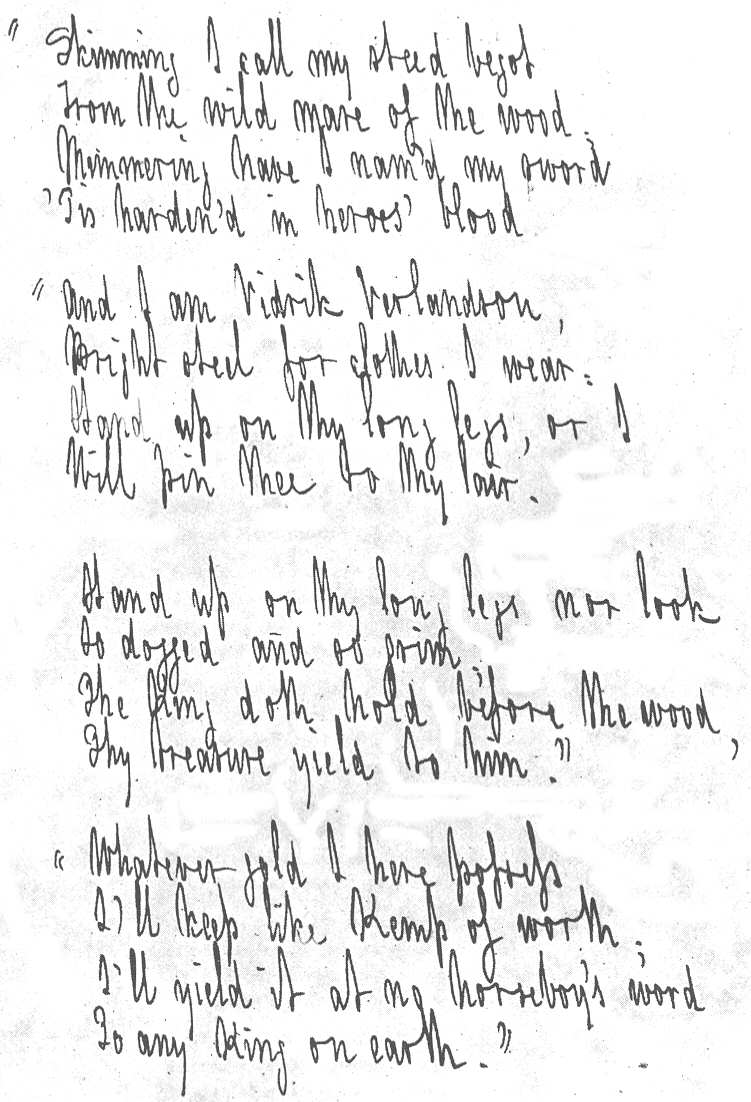 "Skimming I call my steed begot
From the wild mare of the wood;
Mimmering have I nam'd my sword
'Tis harden'd in heroes' blood

"And I am Vidrik Verlandson,
Bright steel for clothes I wear;
Stand up on thy long legs, or I
Will pin thee to thy lair.

Stand up on thy long legs nor look
So dogged and so grim
The King doth hold before the wood,
Thy treasure yield to him."

"Whatever gold I here possess
I'll keep like Kemp of worth;
I'll yield it at no horseboy's word
To any King on earth."